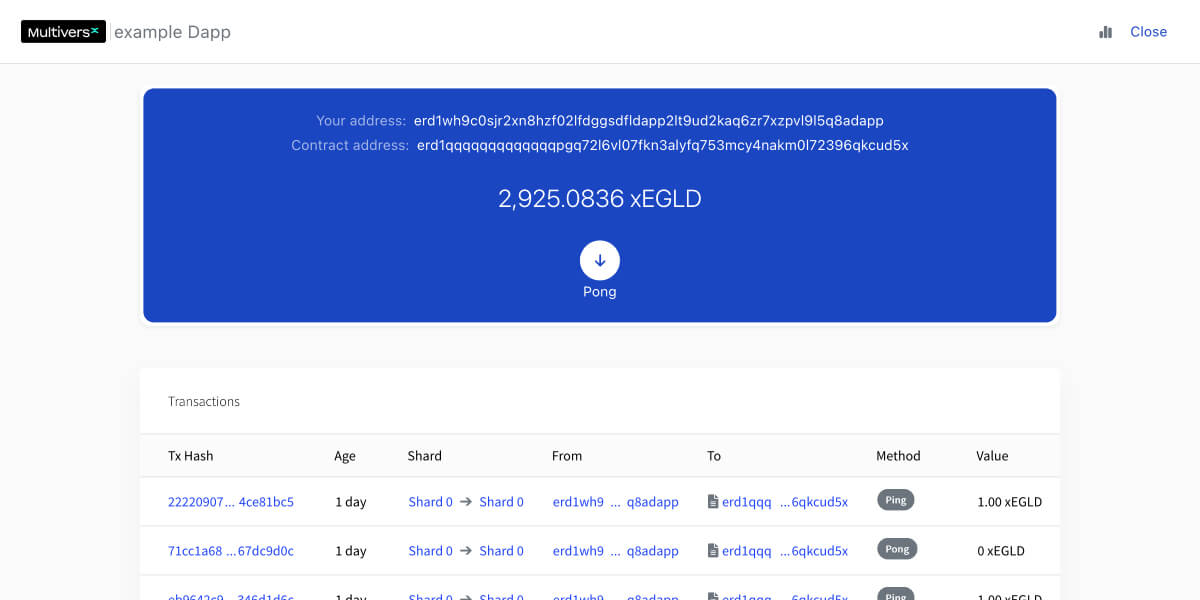 MultiversX example Dapp Close
Your address: erd1wh9c0sjr2xn8hzf02lfdggsdfldapp2lt9ud2kaq6zr7xzpvl9l5q8adapp
Contract address: erd1qqqqqqqqqqqqqpgq72l6vl07fkn3alyfq753mcy4nakm0l72396qkcud5x
2,925.0836 xEGLD
Pong
Transactions
Tx Hash Age Shard From To Method Value
22220907... 4ce81bc5 1 day Shard 0 → Shard 0 erd1wh9 ... q8adapp erd1qqq ...6qkcud5x Ping 1.00 xEGLD
71cc1a68 ...67dc9d0c 1 day Shard 0 → Shard 0 erd1wh9 ... q8adapp erd1qqq ...6qkcud5x Pong 0 xEGLD
eb9642c9... 346d1d6c 1 day Shard 0 → Shard 0 erd1wh9 ... q8adapp erd1qqq ...6qkcud5x Ping 1.00 xEGLD